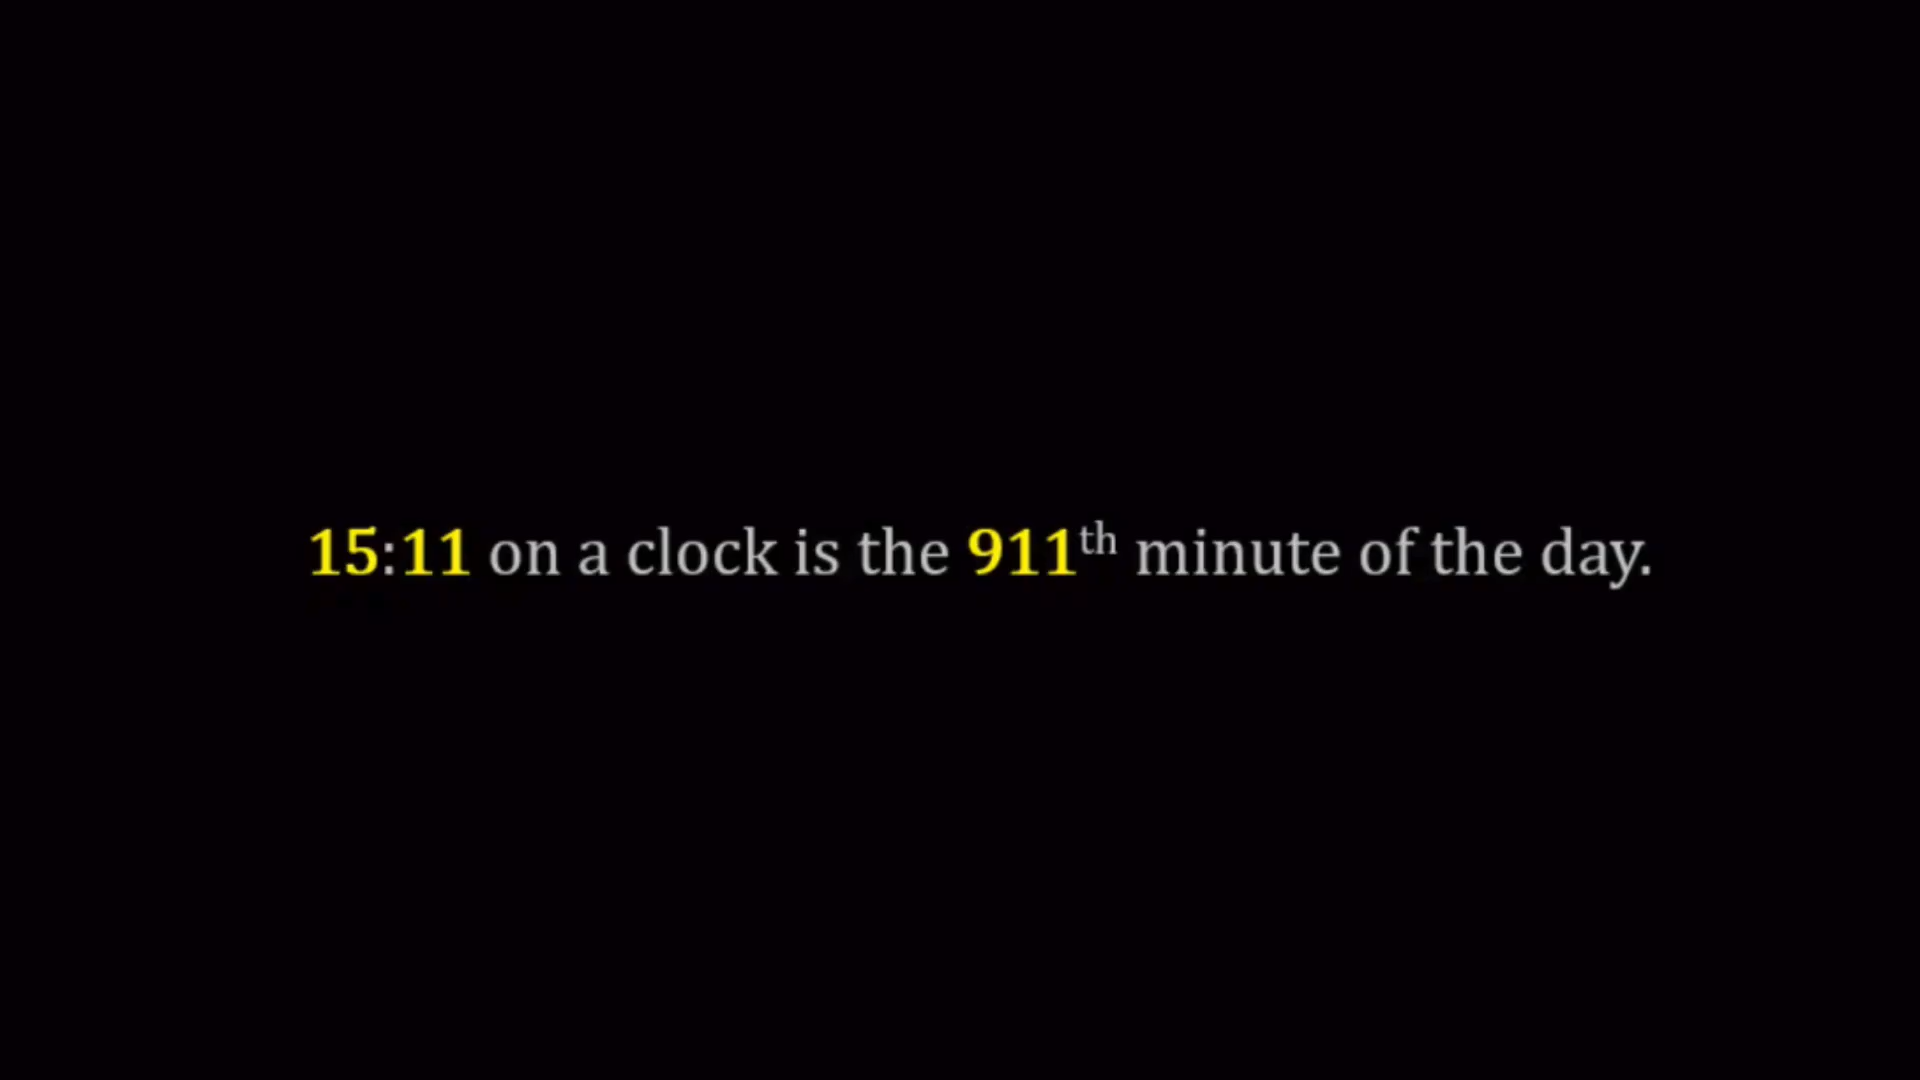 15:11 on a clock is the 911th minute of the day.